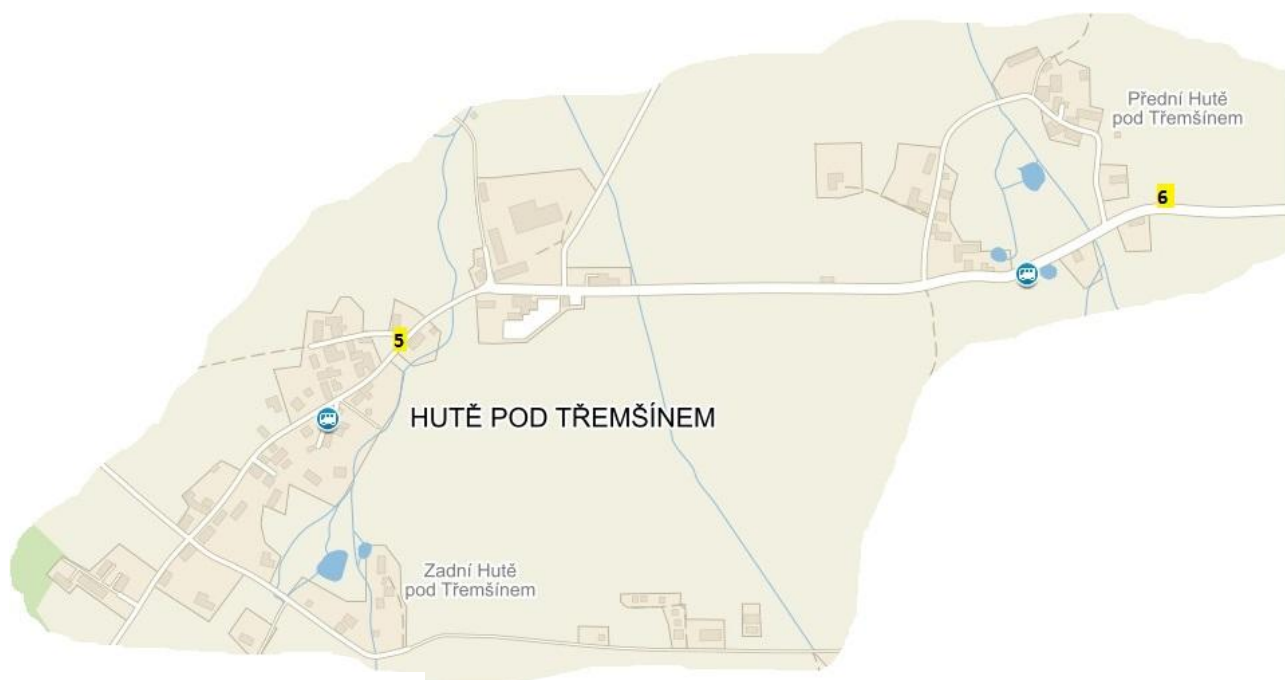 Přední Hutě
pod Třemšínem
6
5
HUTĚ POD TŘEMŠÍNEM
Zadní Hutě
pod Třemšínem